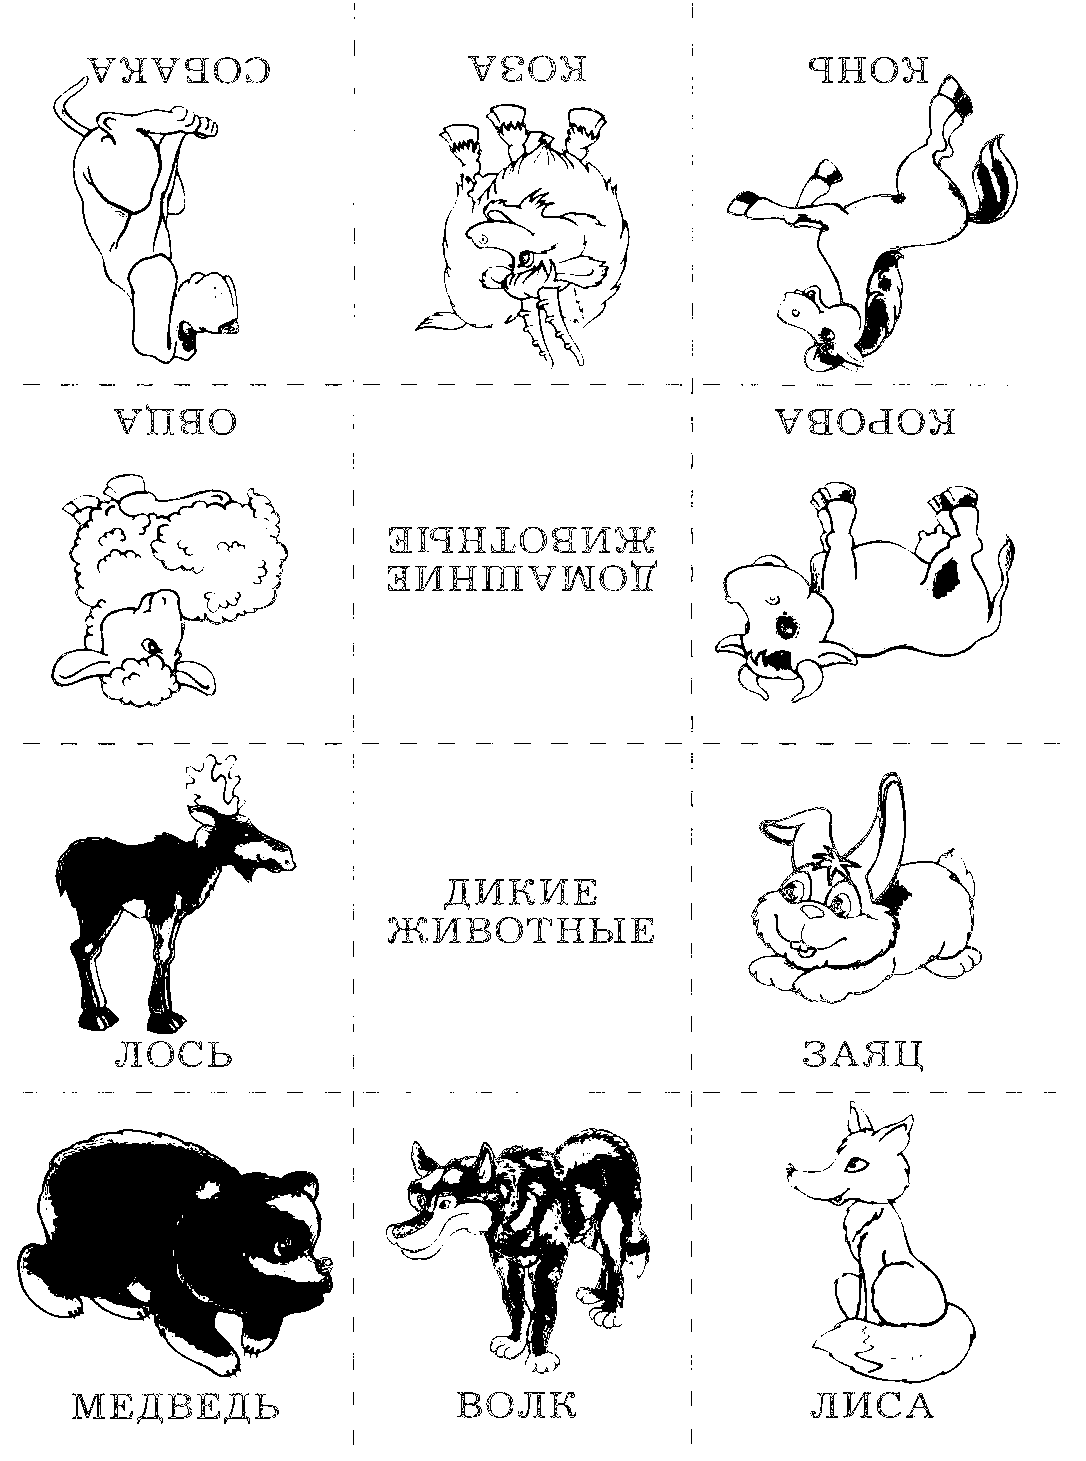 СОБАКА
КОЗА
КОНЬ
ОВЦА
ДОМАШНИЕ
ЖИВОТНЫЕ
КОРОВА
ЛОСЬ
ДИКИЕ
ЖИВОТНЫЕ
ЗАЯЦ
МЕДВЕДЬ
ВОЛК
ЛИСА